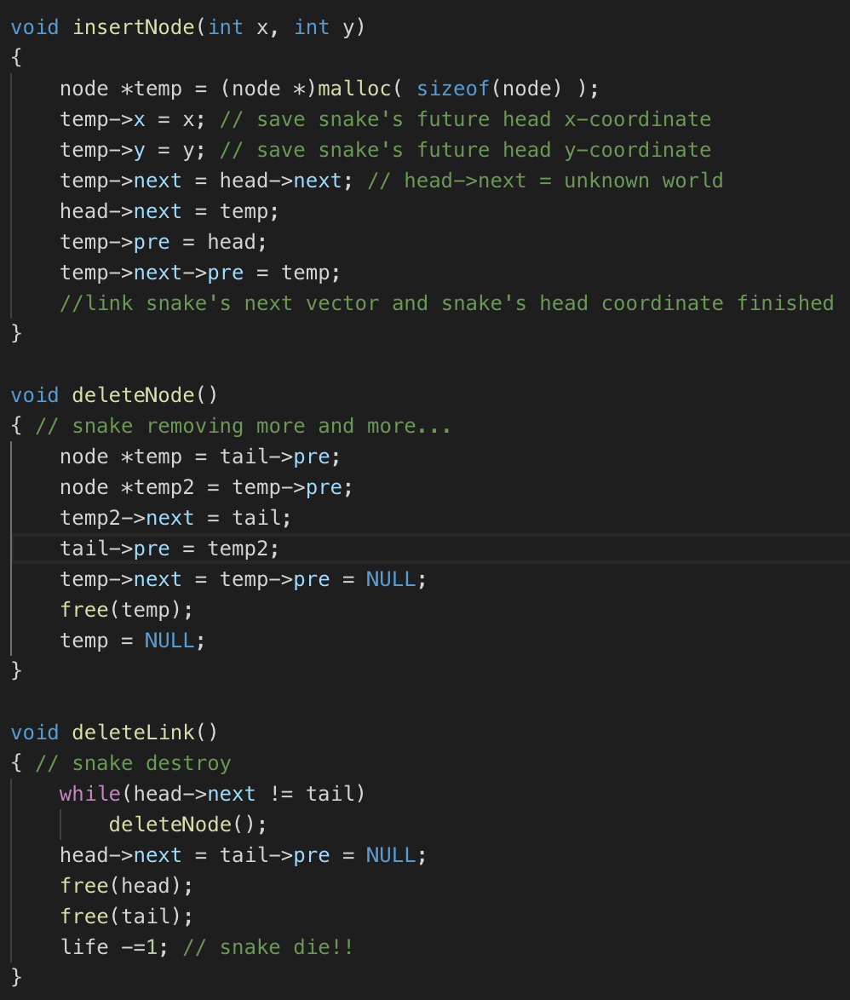 void insertNode(int x, int y)
{
    node *temp = (node *)malloc( sizeof(node) );
    temp->x = x; // save snake's future head x-coordinate
    temp->y = y; // save snake's future head y-coordinate
    temp->next = head->next; // head->next = unknown world
    head->next = temp;
    temp->pre = head;
    temp->next->pre = temp;
    //link snake's next vector and snake's head coordinate finished
}

void deleteNode()
{ // snake removing more and more...
    node *temp = tail->pre;
    node *temp2 = temp->pre;
    temp2->next = tail;
    tail->pre = temp2;
    temp->next = temp->pre = NULL;
    free(temp);
    temp = NULL;
}

void deleteLink()
{ // snake destroy
    while(head->next != tail)
        deleteNode();
    head->next = tail->pre = NULL;
    free(head);
    free(tail);
    life -=1; // snake die!!
}